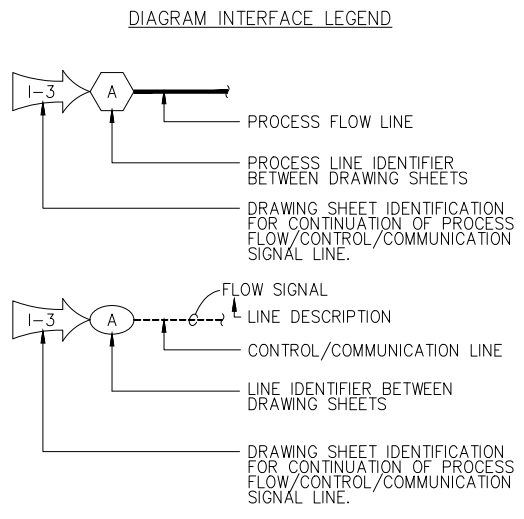 DIAGRAM INTERFACE LEGEND
I-3
A
PROCESS FLOW LINE
PROCESS LINE IDENTIFIER
BETWEEN DRAWING SHEETS
DRAWING SHEET IDENTIFICATION
FOR CONTINUATION OF PROCESS
FLOW/CONTROL/COMMUNICATION
SIGNAL LINE.
FLOW SIGNAL
I-3
A
LINE DESCRIPTION
CONTROL/COMMUNICATION LINE
LINE IDENTIFIER BETWEEN
DRAWING SHEETS
DRAWING SHEET IDENTIFICATION
FOR CONTINUATION OF PROCESS
FLOW/CONTROL/COMMUNICATION
SIGNAL LINE.